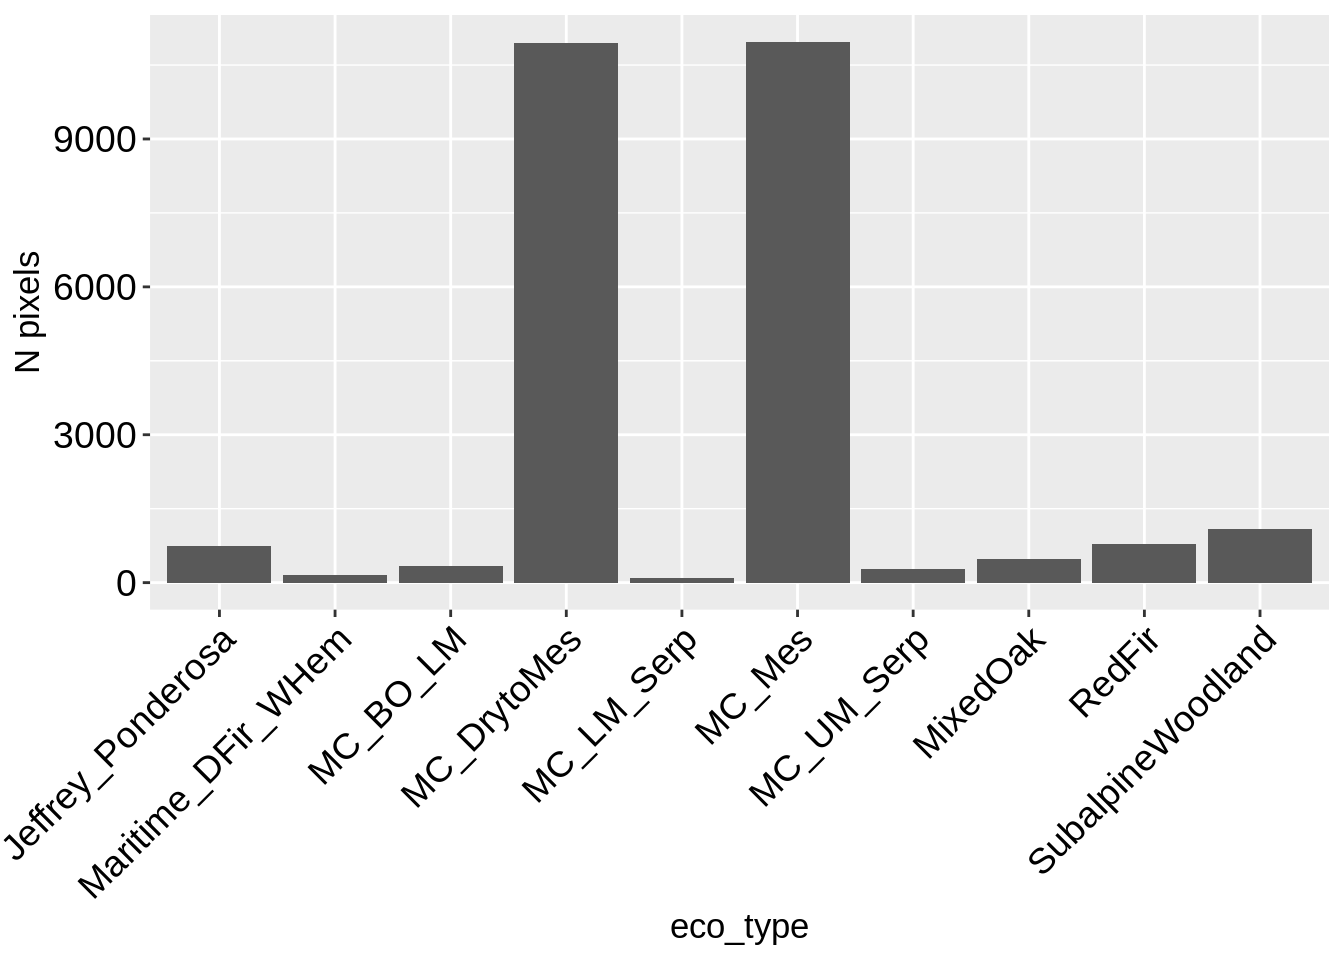 N pixels
9000
6000
3000
0
Jeffrey_Ponderosa
Maritime_DFir_WHem
MC_BO_LM
MC_DrytoMes
MC_LM_Serp
MC_Mes
MC_UM_Serp
MixedOak
RedFir
SubalpineWoodland
eco_type